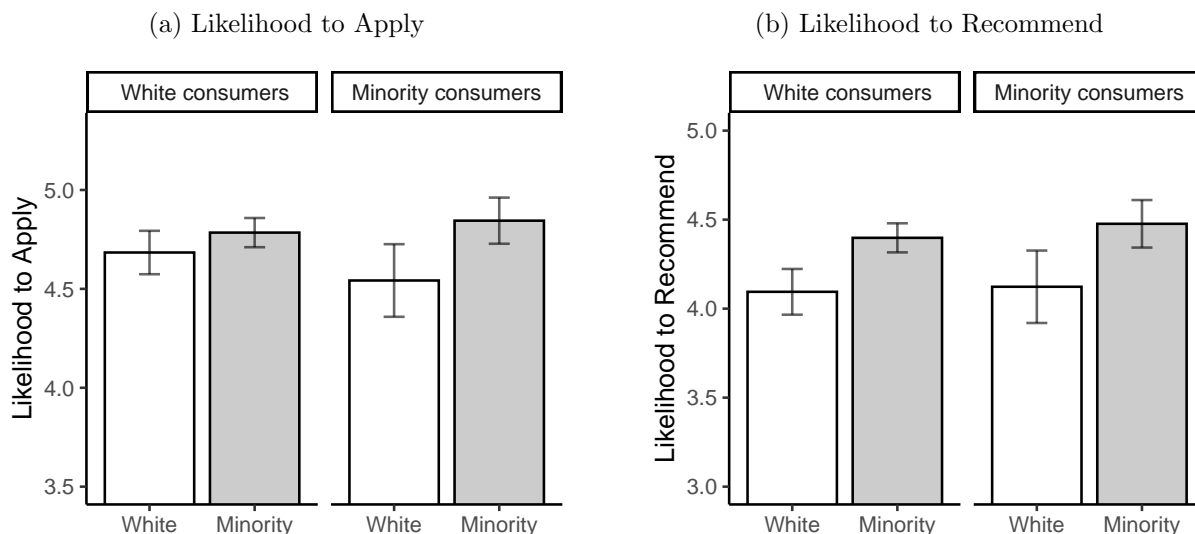 (a) Likelihood to Apply
White consumers
Minority consumers
Likelihood to Apply
5.0
4.5
4.0
3.5
White
Minority
White
Minority
(b) Likelihood to Recommend
White consumers
Minority consumers
Likelihood to Recommend
5.0
4.5
4.0
3.5
3.0
White
Minority
White
Minority